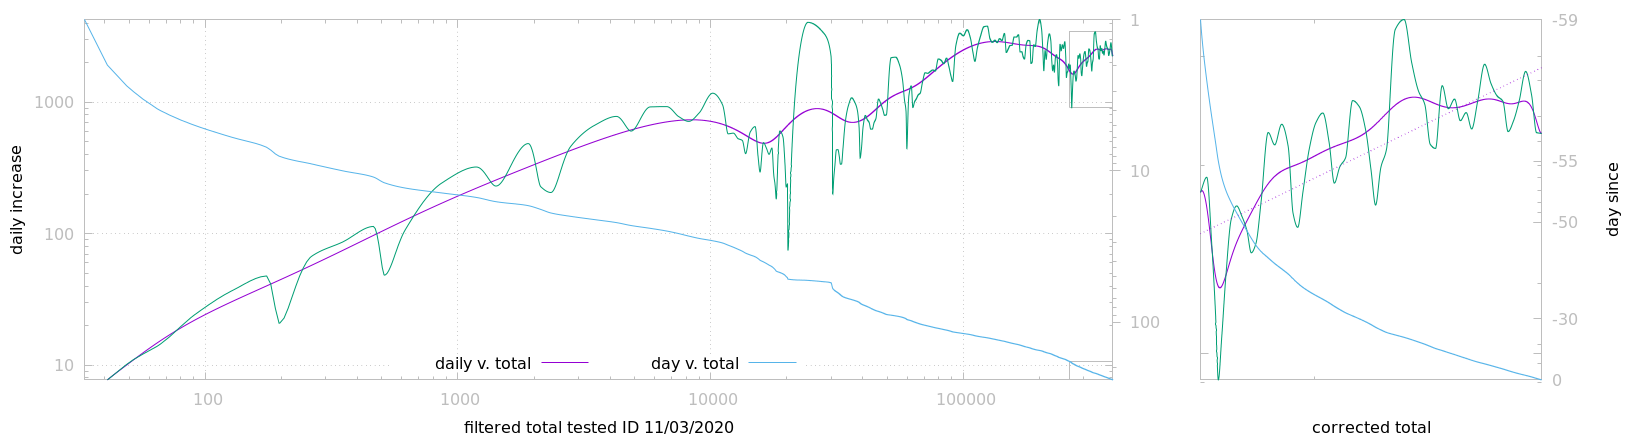 daily increase
1000
100
10
100
1000
10000
100000
1
10
100
daily v. total
day v. total
filtered total tested ID 11/03/2020
-59
-55
-50
-30
0
day since
corrected total